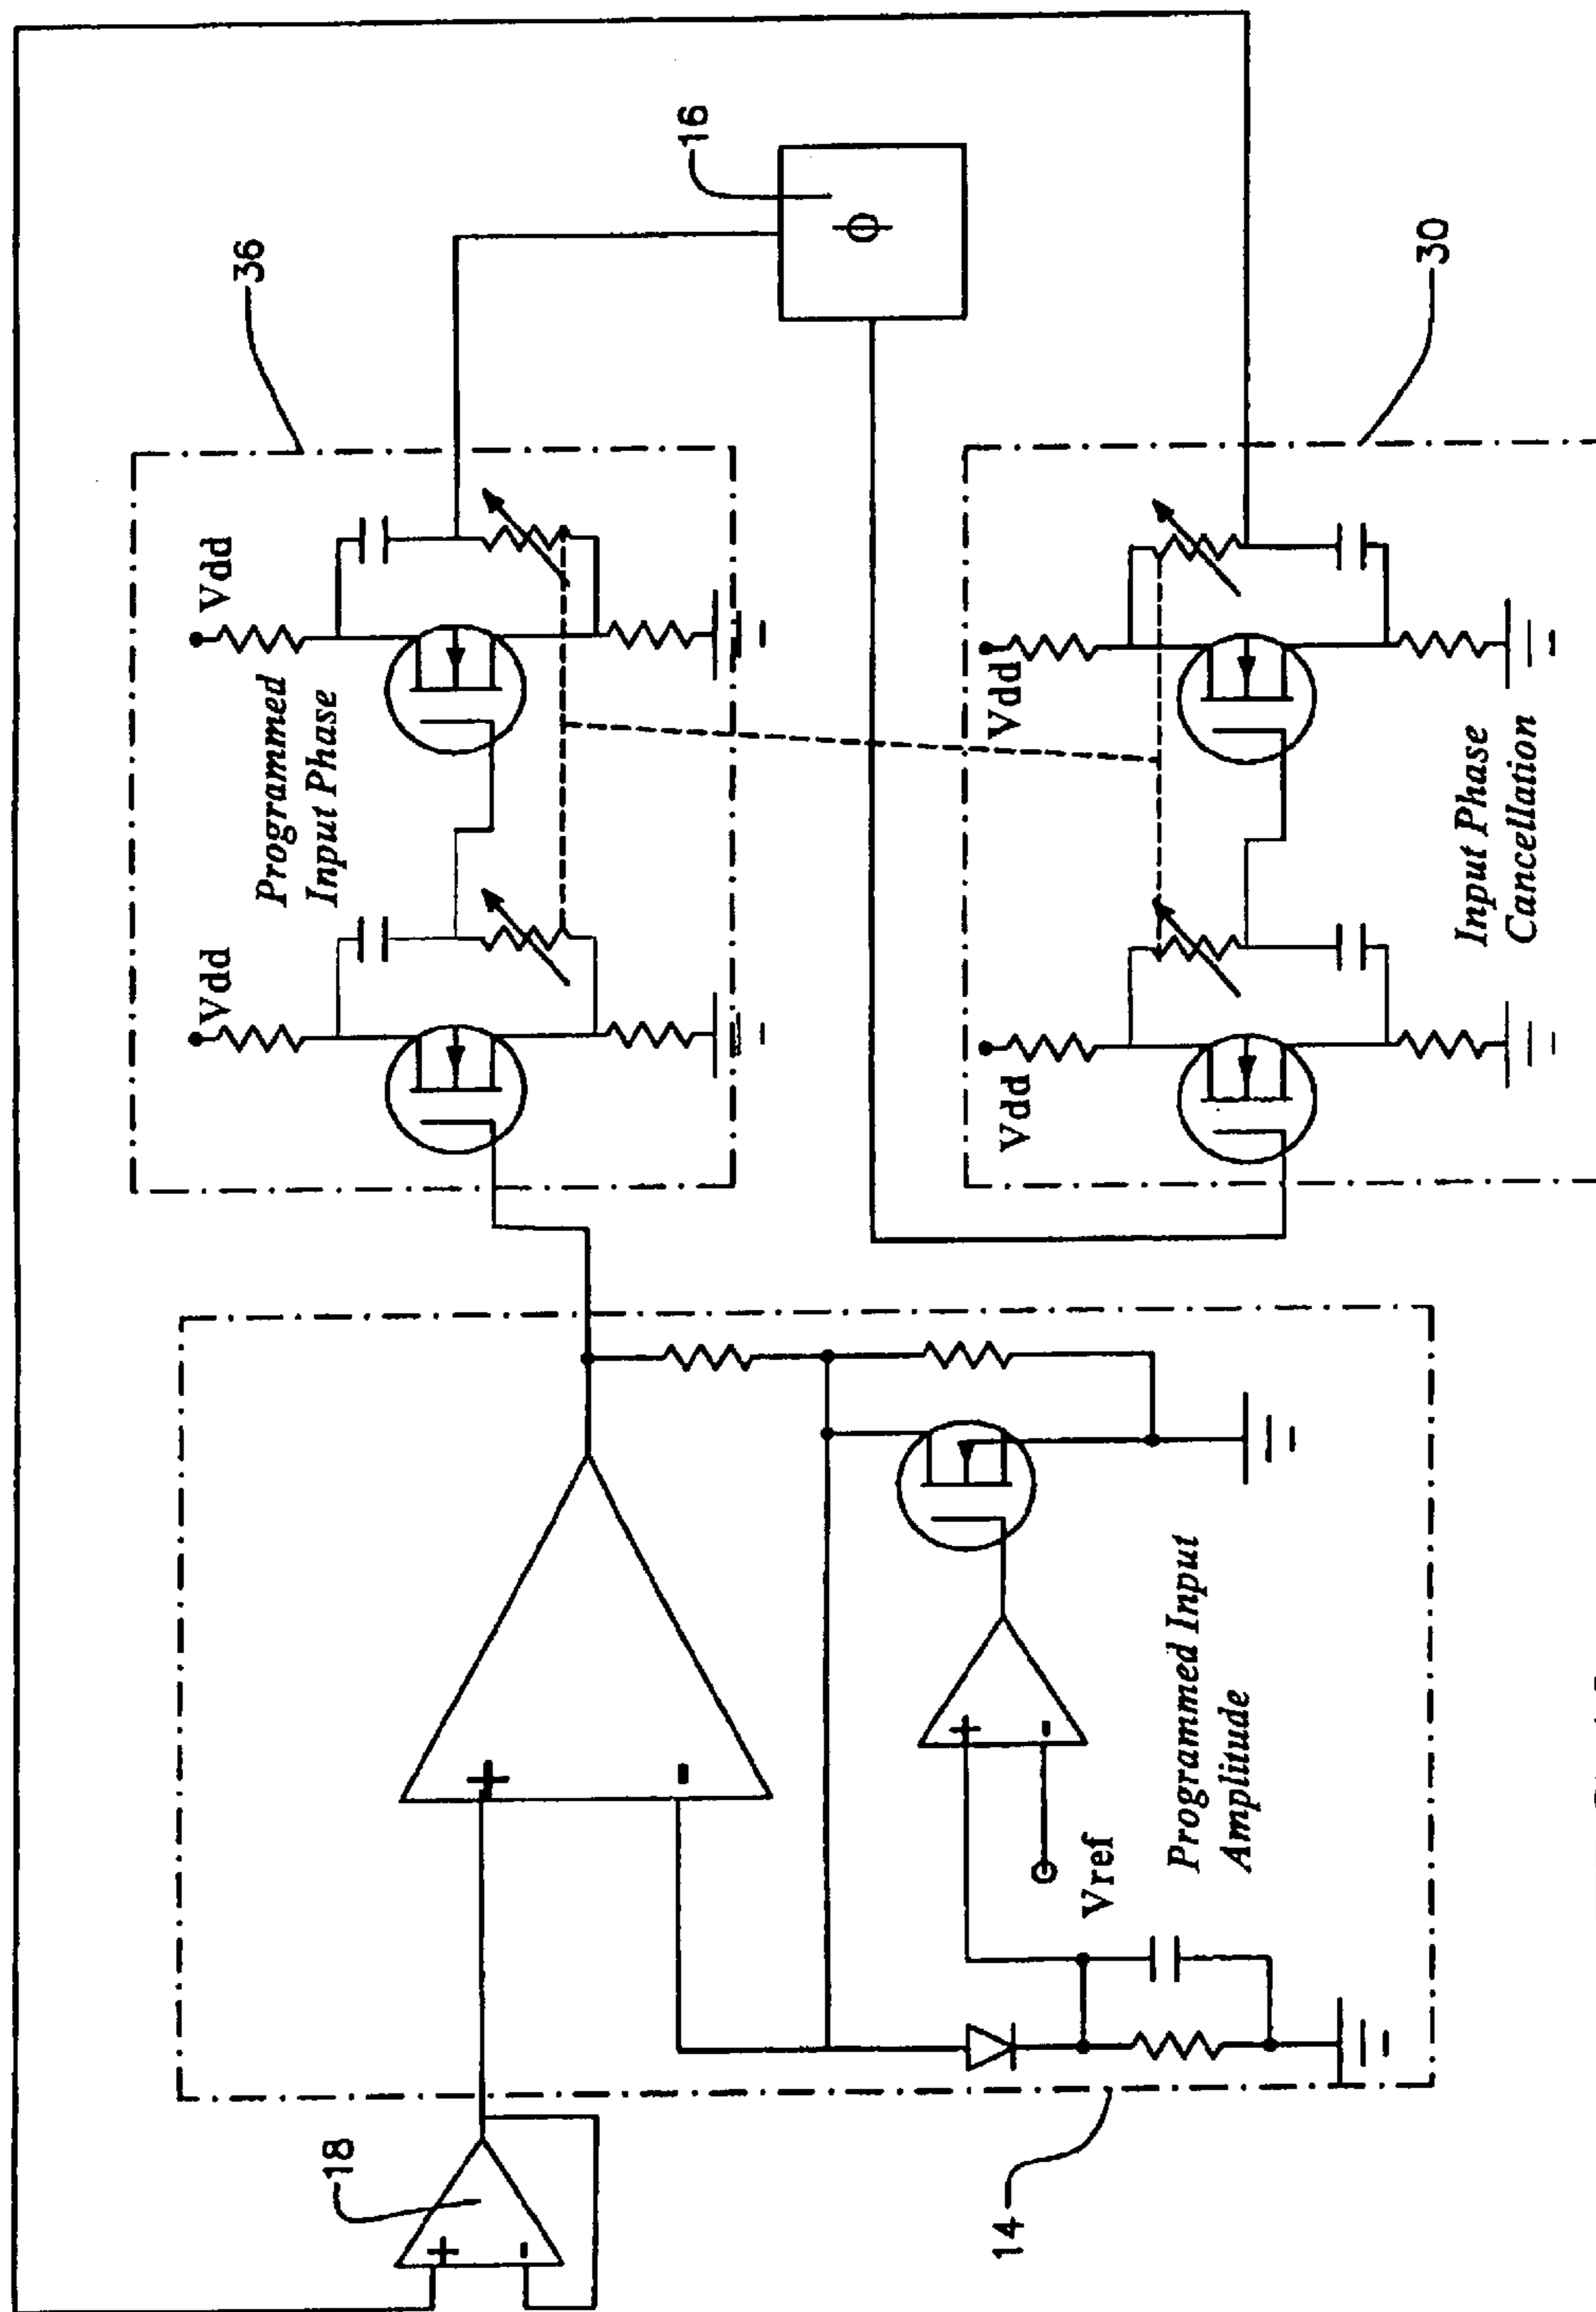 Vdd
Vdd
36
Programmed
Input Phase
18
+
-
+
-
16
ϕ
Vdd
Vdd
14
+
-
Vref
Programmed Input
Amplitude
30
Input Phase
Cancellation